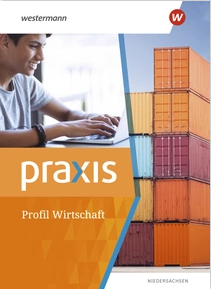 westermann
W
praxis
Profil Wirtschaft
NIEDERSACHSEN